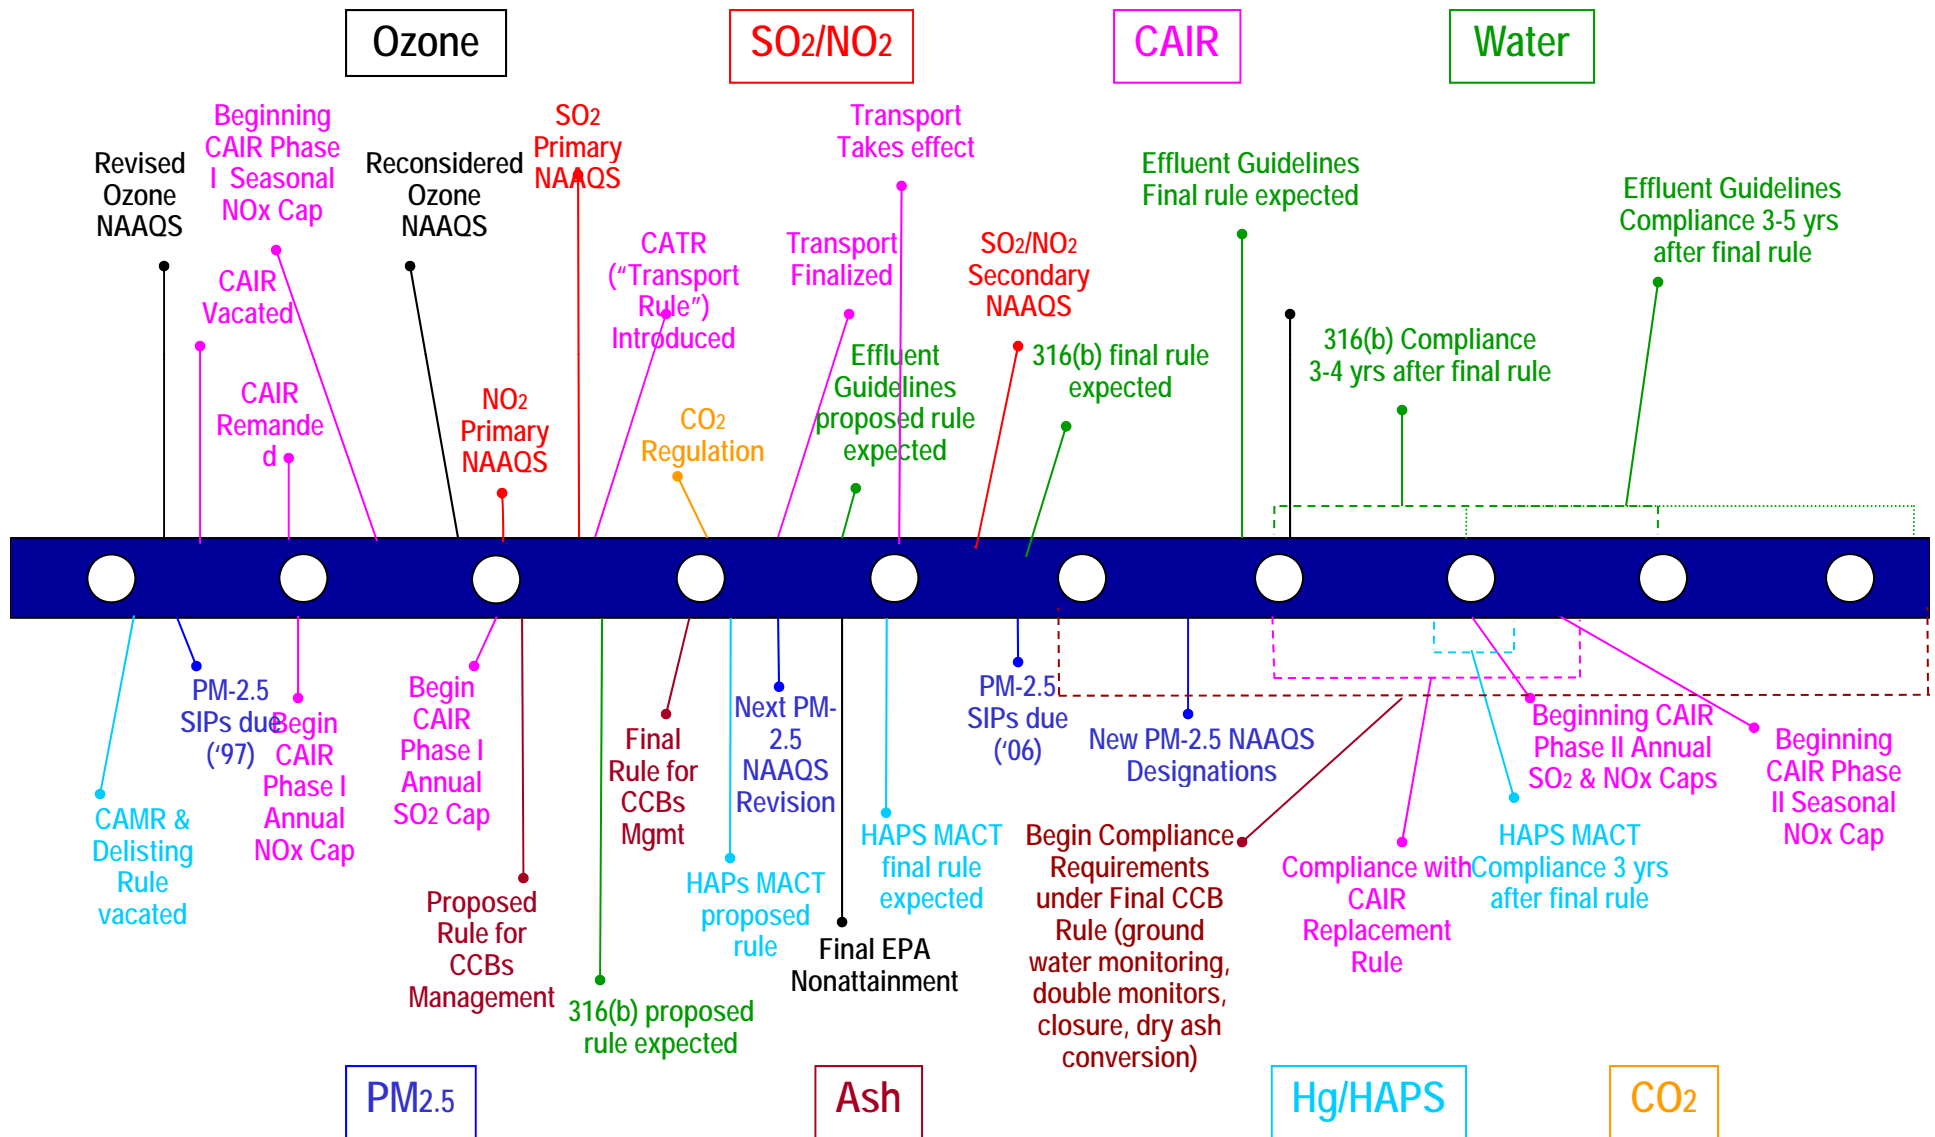 Ozone
SO2/NO2
CAIR
Water
Revised
Ozone
NAAQS
Beginning
CAIR Phase
I Seasonal
NOx Cap
CAIR
Vacated
CAIR
Remande
d
Reconsidered
Ozone
NAAQS
NO2
Primary
NAAQS
SO2
Primary
NAAQS
CATR
("Transport
Rule")
Introduced
CO2
Regulation
Transport
Finalized
Transport
Takes effect
Effluent
Guidelines
proposed rule
expected
SO2/NO2
Secondary
NAAQS
316(b) final rule
expected
Effluent Guidelines
Final rule expected
316(b) Compliance
3-4 yrs after final rule
Effluent Guidelines
Compliance 3-5 yrs
after final rule
CAMR &
Delisting
Rule
vacated
PM-2.5
SIPs due
('97)
Begin
CAIR
Phase I
Annual
NOx Cap
Begin
CAIR
Phase I
Annual
SO2 Cap
Proposed
Rule for
CCBs
Management
316(b) proposed
rule expected
Final
Rule for
CCBs
Mgmt
HAPs MACT
proposed
rule
Next PM-
2.5
NAAQS
Revision
Final EPA
Nonattainment
HAPS MACT
final rule
expected
PM-2.5
SIPs due
('06)
New PM-2.5 NAAQS
Designations
Begin Compliance
Requirements
under Final CCB
Rule (ground
water monitoring,
double monitors,
closure, dry ash
conversion)
Compliance with
CAIR
Replacement
Rule
HAPS MACT
Compliance 3 yrs
after final rule
Beginning CAIR
Phase II Annual
SO2 & NOx Caps
Beginning
CAIR Phase
II Seasonal
NOx Cap
PM2.5
Ash
Hg/HAPS
CO2